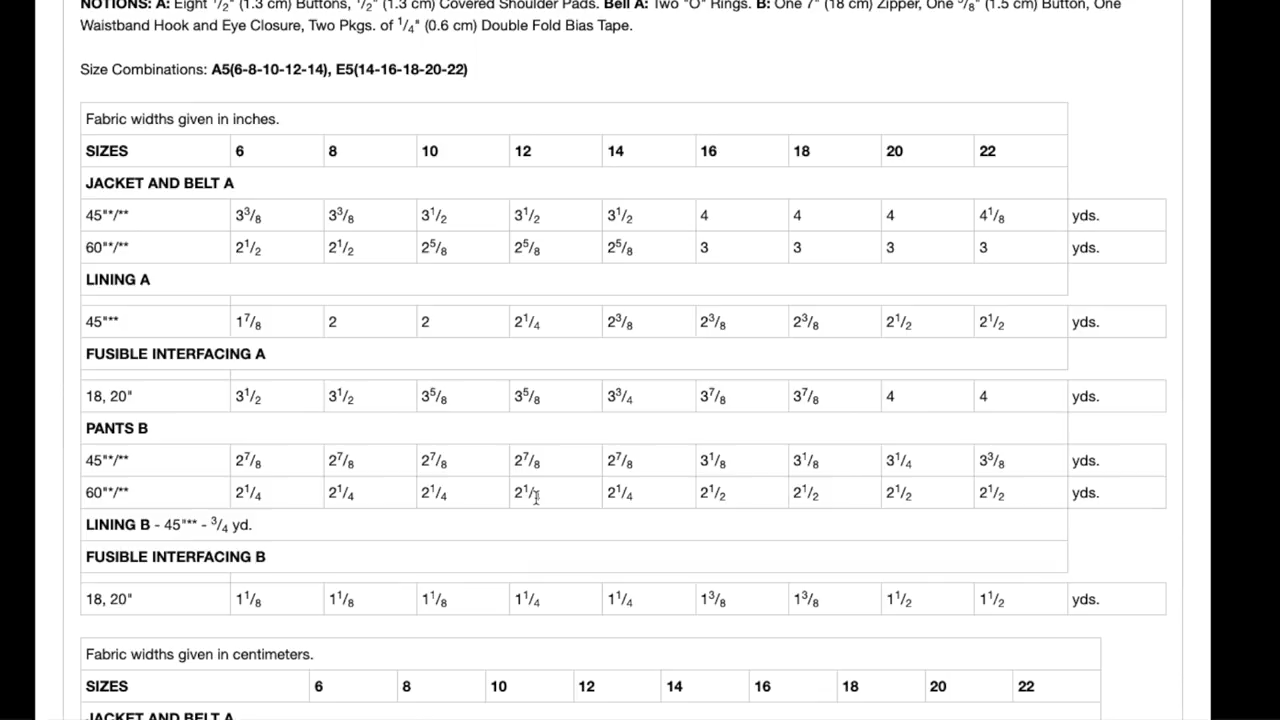 NOTIONS: A: Eight 1/2" (1.3 cm) Buttons, 1/2" (1.3 cm) Covered Shoulder Pads. Belt A: Two "O" Rings. B: One 7" (18 cm) Zipper, One 5/8" (1.5 cm) Button, One
Waistband Hook and Eye Closure, Two Pkgs. of 1/4" (0.6 cm) Double Fold Bias Tape.
Size Combinations: A5(6-8-10-12-14), E5(14-16-18-20-22)
Fabric widths given in inches.
SIZES 6 8 10 12 14 16 18 20 22
JACKET AND BELT A
45"*/** 3 3/8 3 3/8 3 1/2 3 1/2 3 1/2 4 4 4 4 1/8 yds.
60"*/** 2 1/2 2 1/2 2 5/8 2 5/8 2 5/8 3 3 3 3 yds.
LINING A
45"** 1 7/8 2 2 2 1/4 2 3/8 2 3/8 2 3/8 2 1/2 2 1/2 yds.
FUSIBLE INTERFACING A
18, 20" 3 1/2 3 1/2 3 5/8 3 5/8 3 3/4 3 7/8 3 7/8 4 4 yds.
PANTS B
45"*/** 2 7/8 2 7/8 2 7/8 2 7/8 2 7/8 3 1/8 3 1/8 3 1/4 3 3/8 yds.
60"*/** 2 1/4 2 1/4 2 1/4 2 1/ 2 1/4 2 1/2 2 1/2 2 1/2 2 1/2 yds.
LINING B - 45"** - 3/4 yd.
FUSIBLE INTERFACING B
18, 20" 1 1/8 1 1/8 1 1/8 1 1/4 1 1/4 1 3/8 1 3/8 1 1/2 1 1/2 yds.
Fabric widths given in centimeters.
SIZES 6 8 10 12 14 16 18 20 22
JACKET AND BELT A